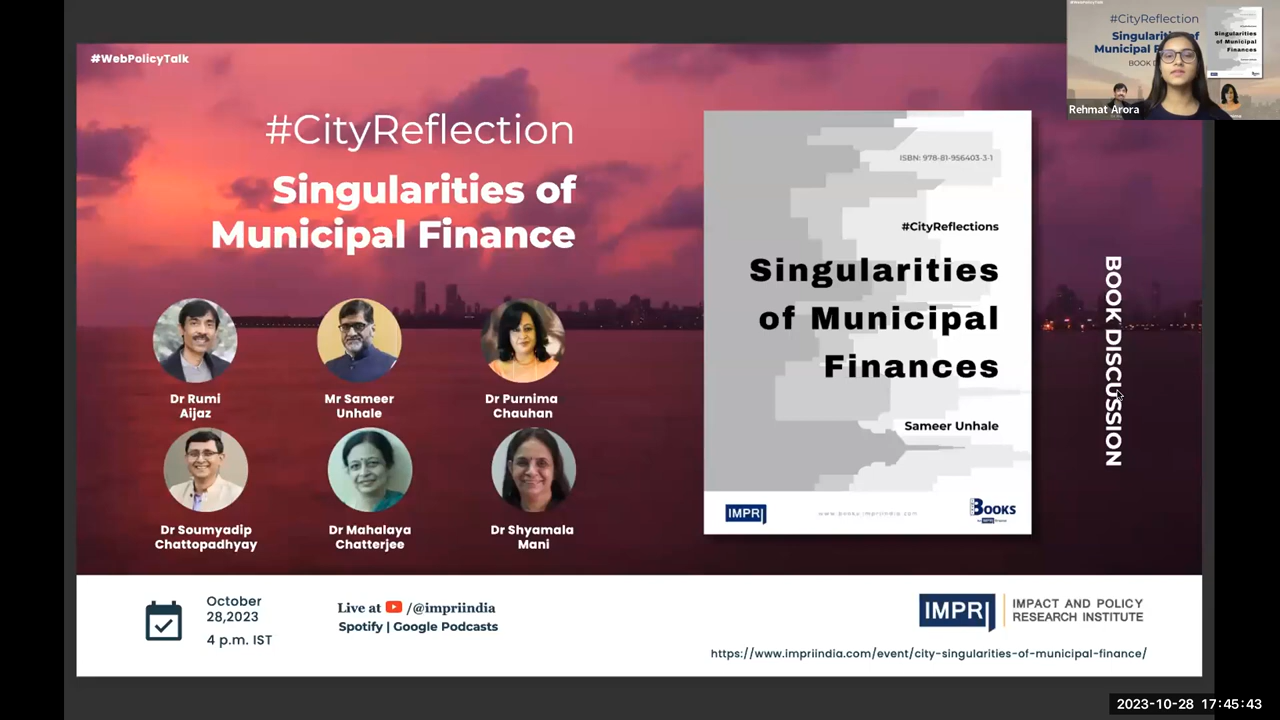 #WebPolicyTalk
#CityReflection
Singularities of
Municipal Finance
Dr Rumi
Aijaz
Mr Sameer
Unhale
Dr Purnima
Chauhan
Dr Soumyadip
Chattopadhyay
Dr Mahalaya
Chatterjee
Dr Shyamala
Mani
ISBN: 978-81-956403-3-1
#CityReflections
Singularities
of Municipal
Finances
Sameer Unhale
IMPRI
www.books.impriindia.com
Books
BOOK DISCUSSION
October
28,2023
4 p.m. IST
Live at /@impriindia
Spotify | Google Podcasts
IMPRI
IMPACT AND POLICY
RESEARCH INSTITUTE
https://www.impriindia.com/event/city-singularities-of-municipal-finance/
#CityReflection
Singularities
of Municipal
Finances
Rehmat Arora
2023-10-28 17:45:43